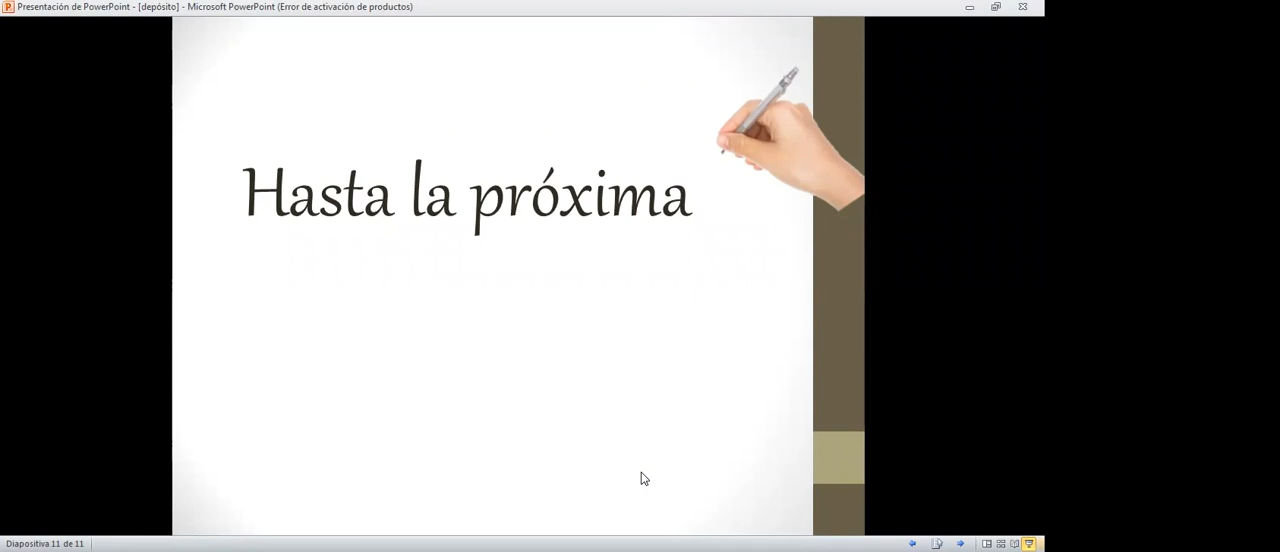 Presentación de PowerPoint - [depósito] - Microsoft PowerPoint (Error de activación de productos)
Hasta la próxima
Diapositiva 11 de 11